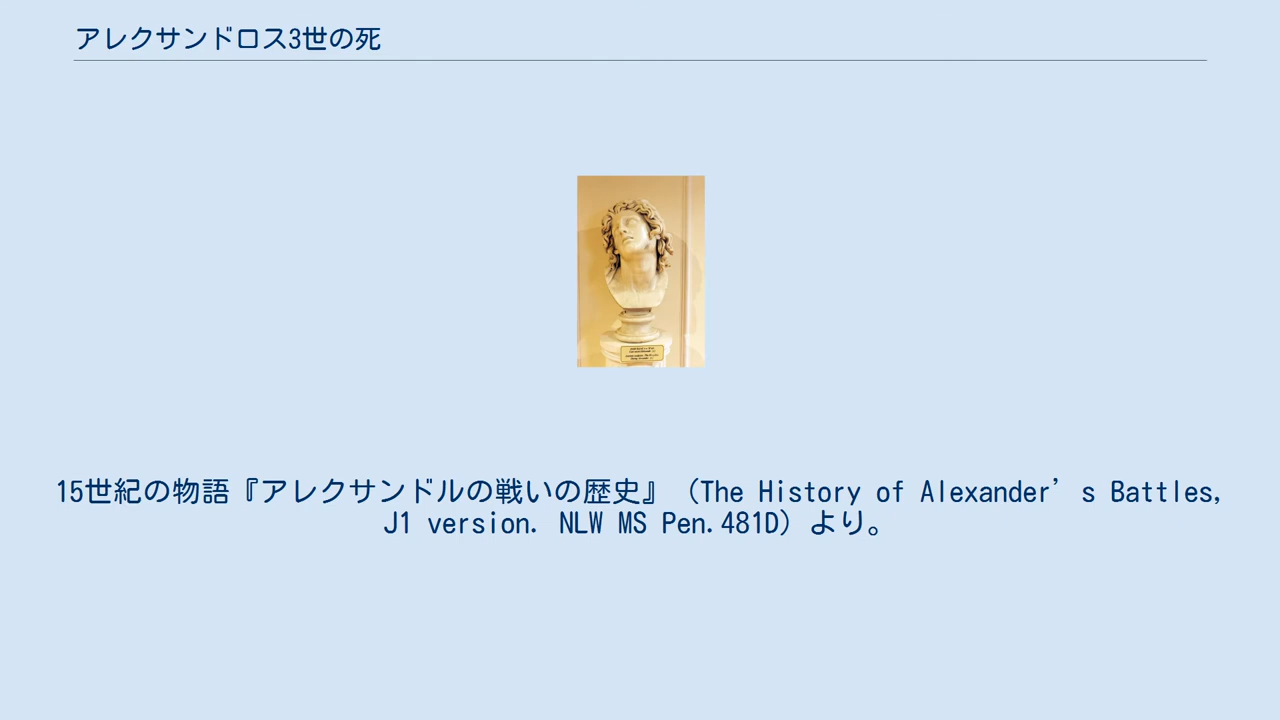 アレクサンドロス3世の死
15世紀の物語『アレクサンドルの戦いの歴史』（The History of Alexander’s Battles,
J1 version. NLW MS Pen.481D）より。